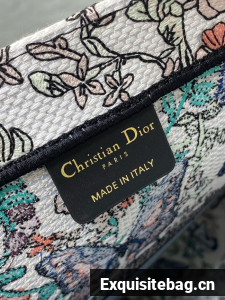 Christian Dior
PARIS
MADE IN ITALY
Exquisitebag.cn